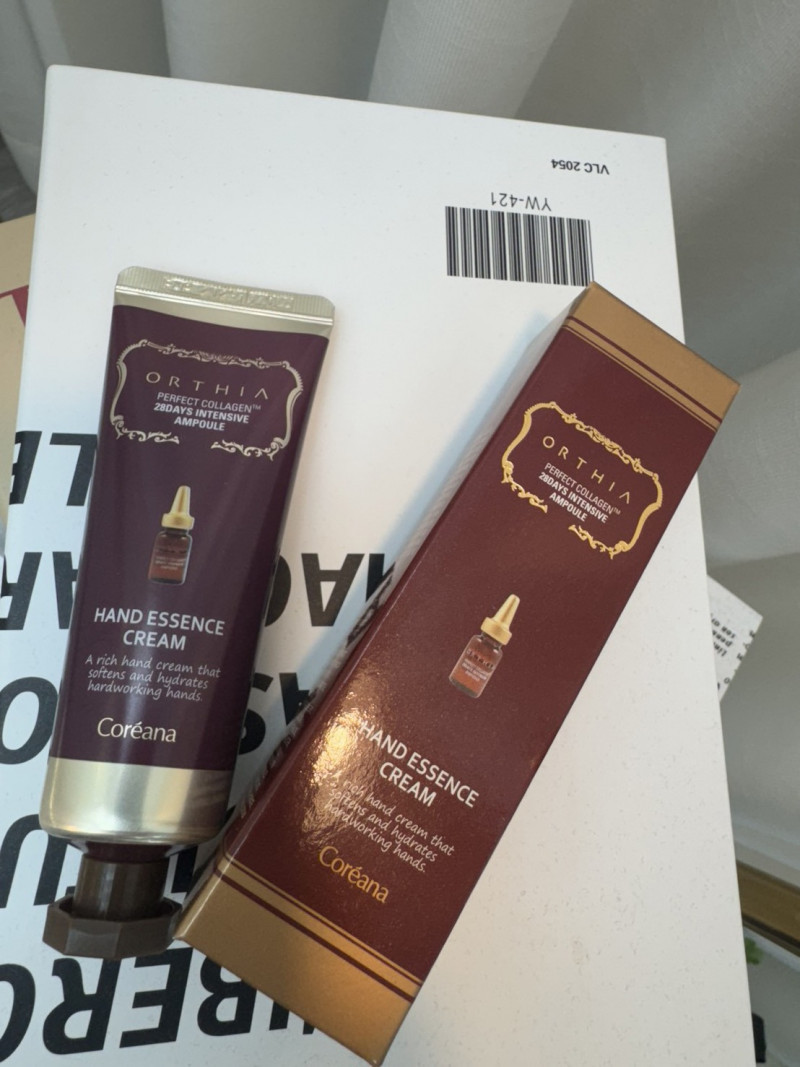 VLC 2054
YW-421
ORTHIA
PERFECT COLLAGEN™
28DAYS INTENSIVE
AMPOULE
HAND ESSENCE
CREAM
A rich hand cream that
softens and hydrates
hardworking hands.
Coréana
ORTHIA
PERFECT COLLAGEN™
28DAYS INTENSIVE
AMPOULE
HAND ESSENCE
CREAM
A rich hand cream that
softens and hydrates
hardworking hands.
Coréana